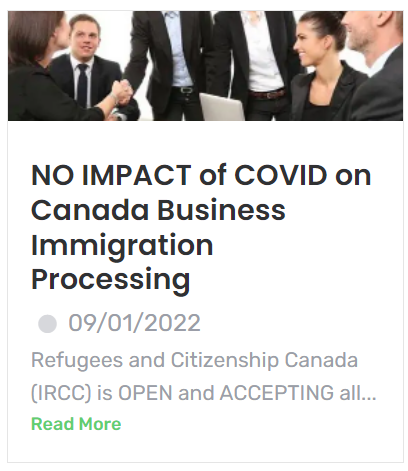 NO IMPACT of COVID on
Canada Business
Immigration
Processing
09/01/2022
Refugees and Citizenship Canada
(IRCC) is OPEN and ACCEPTING all...
Read More